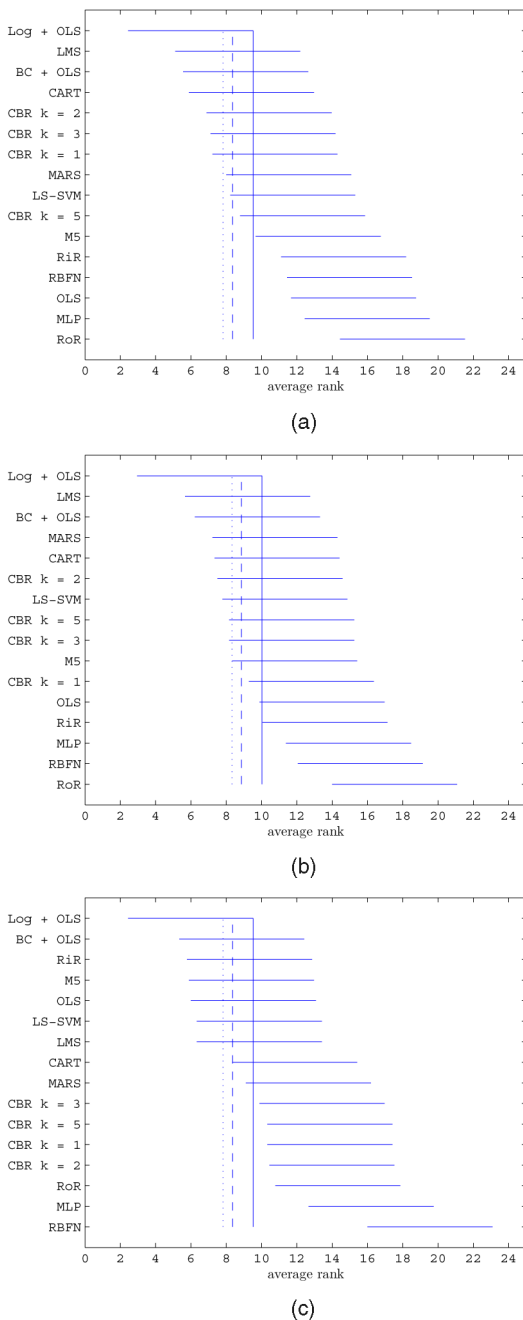 Log + OLS
LMS
BC + OLS
CART
CBR k = 2
CBR k = 3
CBR k = 1
MARS
LS-SVM
CBR k = 5
M5
RiR
RBFN
OLS
MLP
RoR
0 2 4 6 8 10 12 14 16 18 20 22 24
average rank
(a)
Log + OLS
LMS
BC + OLS
MARS
CART
CBR k = 2
LS-SVM
CBR k = 5
CBR k = 3
M5
CBR k = 1
OLS
RiR
MLP
RBFN
RoR
0 2 4 6 8 10 12 14 16 18 20 22 24
average rank
(b)
Log + OLS
BC + OLS
RiR
M5
OLS
LS-SVM
LMS
CART
MARS
CBR k = 3
CBR k = 5
CBR k = 1
CBR k = 2
RoR
MLP
RBFN
0 2 4 6 8 10 12 14 16 18 20 22 24
average rank
(c)